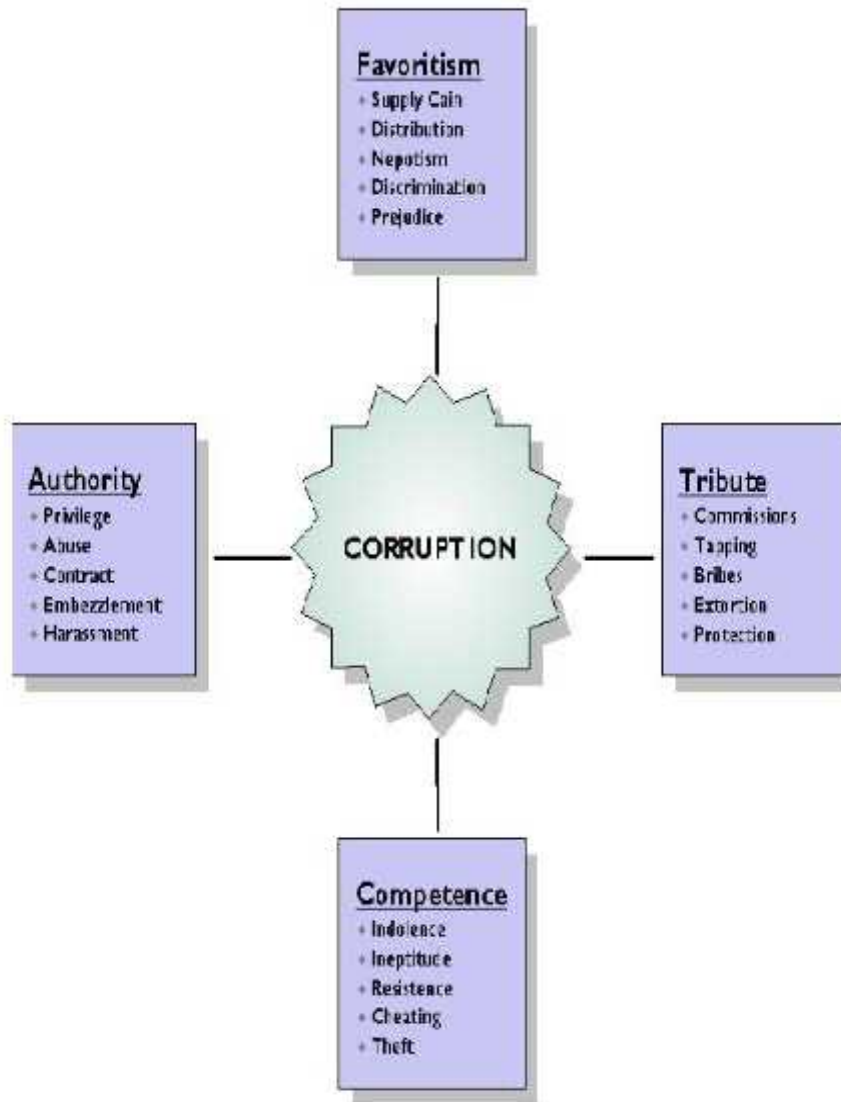 Favoritism
Supply Cain
Distribution
Nepotism
Discrimination
Prejudice
Authority
Privilege
Abuse
Contract
Embezzlement
Harassment
CORRUPTION
Tribute
Commissions
Tapping
Bribes
Extortion
Protection
Competence
Indolence
Ineptitude
Resistence
Cheating
Theft